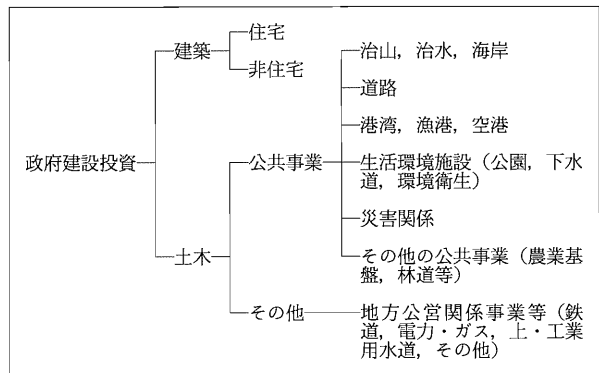 政府建設投資
建築
住宅
非住宅
土木
公共事業
治山，治水，海岸
道路
港湾，漁港，空港
生活環境施設（公園，下水
道，環境衛生）
災害関係
その他の公共事業（農業基
盤，林道等）
その他
地方公営関係事業等（鉄
道，電力・ガス，上・工業
用水道，その他）